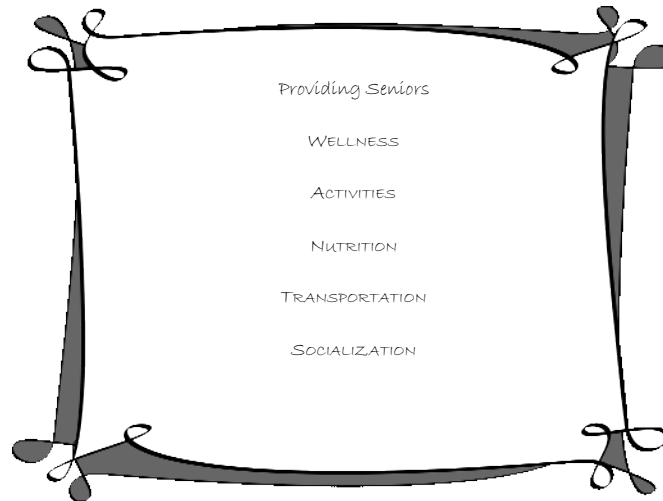 Providing Seniors
Wellness
Activities
Nutrition
Transportation
Socialization